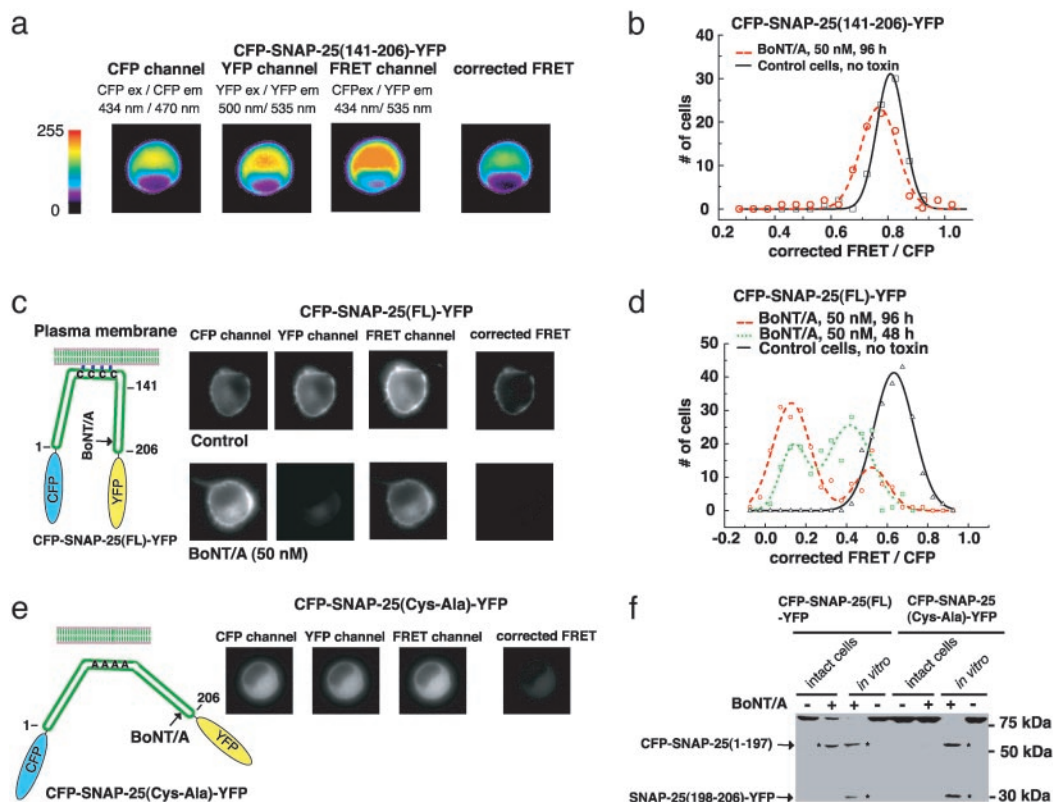 a
CFP-SNAP-25(141-206)-YFP
CFP channel YFP channel FRET channel corrected FRET
CFP ex / CFP em YFP ex / YFP em CFPex / YFP em
434 nm/ 470 nm 500 nm/ 535 nm 434 nm/ 535 nm
255
0
b
CFP-SNAP-25(141-206)-YFP
BoNT/A, 50 nM, 96 h
Control cells, no toxin
# of cells
40
30
20
10
0
0.2 0.4 0.6 0.8 1.0
corrected FRET / CFP
c
CFP-SNAP-25(FL)-YFP
Plasma membrane
CFP channel YFP channel FRET channel corrected FRET
C C C C
141
BoNT/A
1
206
CFP
YFP
CFP-SNAP-25(FL)-YFP
Control
BoNT/A (50 nM)
d
CFP-SNAP-25(FL)-YFP
BoNT/A, 50 nM, 96 h
BoNT/A, 50 nM, 48 h
Control cells, no toxin
# of cells
50
40
30
20
10
0
-0.2 0.0 0.2 0.4 0.6 0.8 1.0
corrected FRET / CFP
e
CFP-SNAP-25(Cys-Ala)-YFP
CFP channel YFP channel FRET channel corrected FRET
A A A A
1
206
BoNT/A
CFP
YFP
CFP-SNAP-25(Cys-Ala)-YFP
f
CFP-SNAP-25(FL)
-YFP
CFP-SNAP-25
(Cys-Ala)-YFP
intact cells in vitro intact cells in vitro
BoNT/A - + + - - + + -
75 kDa
CFP-SNAP-25(1-197)
50 kDa
SNAP-25(198-206)-YFP
30 kDa